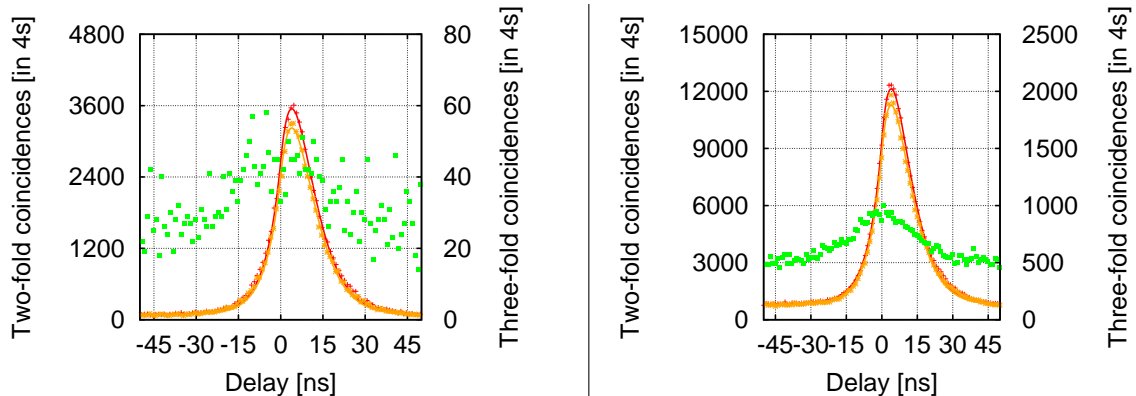 Two-fold coincidences [in 4s]
4800
3600
2400
1200
0
80
60
40
20
0
Three-fold coincidences [in 4s]
-45 -30 -15 0 15 30 45
Delay [ns]
Two-fold coincidences [in 4s]
15000
12000
9000
6000
3000
0
2500
2000
1500
1000
500
0
Three-fold coincidences [in 4s]
-45 -30 -15 0 15 30 45
Delay [ns]